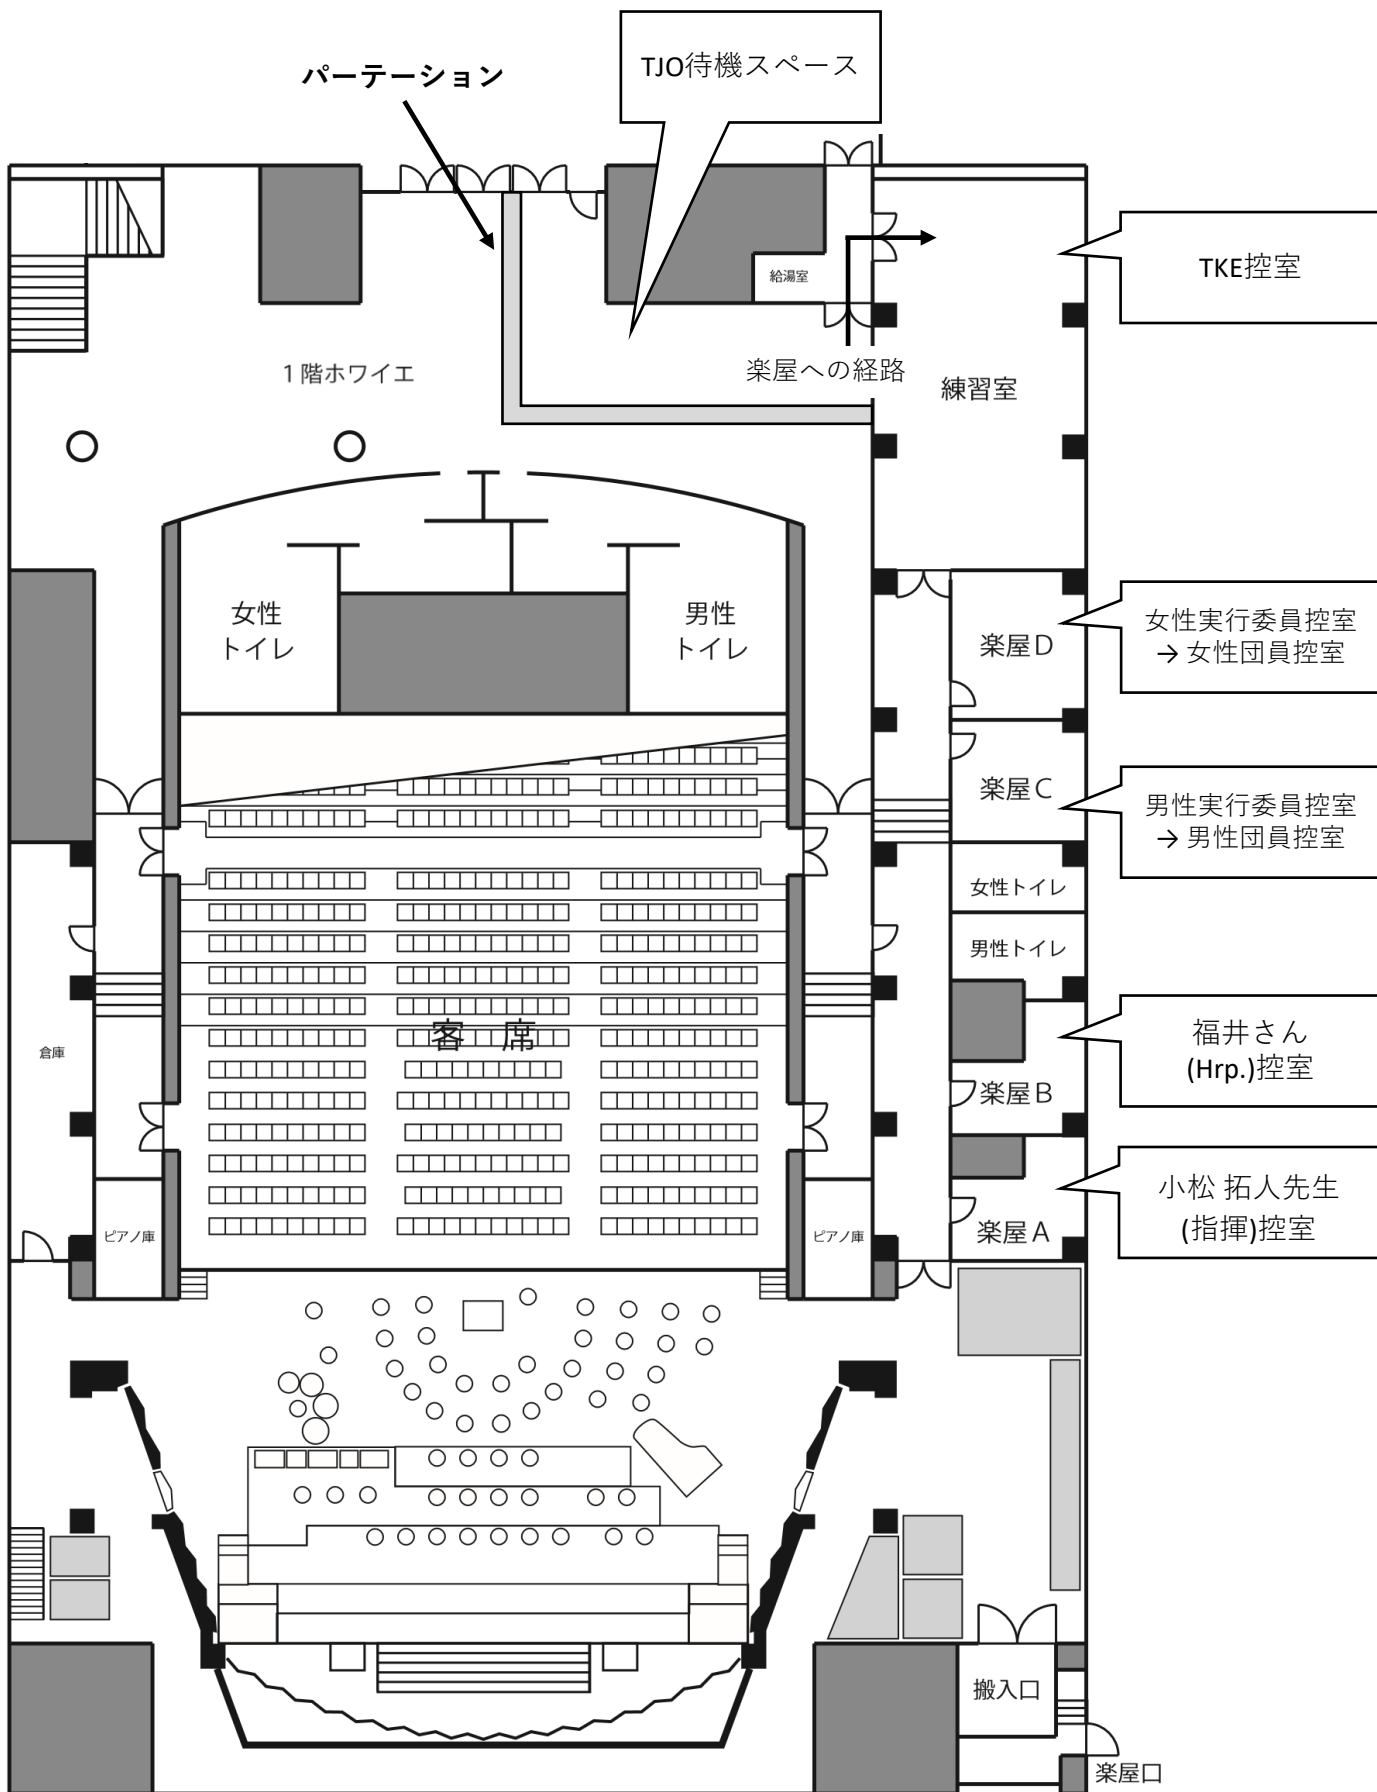 TJO待機スペース
パーテーション
TKE控室
給湯室
楽屋への経路
1階ホワイエ
練習室
女性
トイレ
男性
トイレ
楽屋D
女性実行委員控室
→ 女性団員控室
楽屋C
男性実行委員控室
→ 男性団員控室
女性トイレ
男性トイレ
客 席
倉庫
福井さん
(Hrp.)控室
楽屋B
小松 拓人先生
(指揮)控室
ピアノ庫
ピアノ庫
楽屋A
搬入口
楽屋口